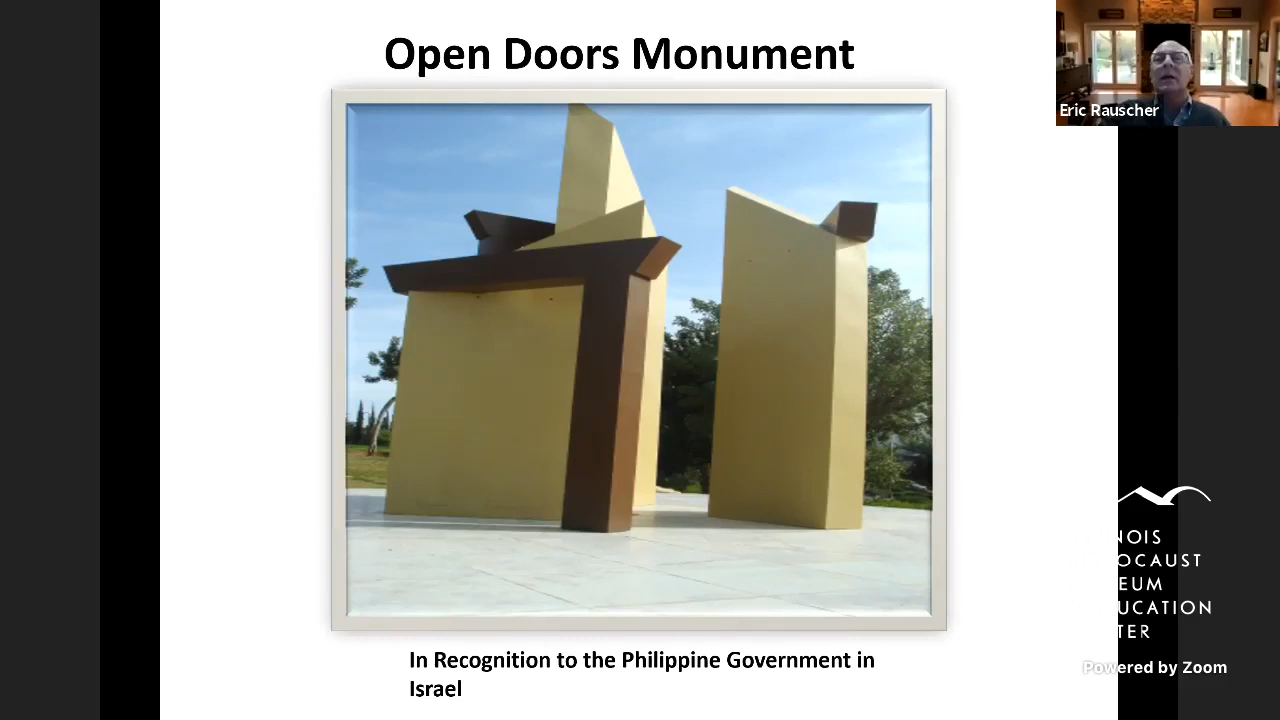 Open Doors Monument
Eric Rauscher
In Recognition to the Philippine Government in
Israel
NOIS
OCAUST
EUM
UCATION
TER
Powered by Zoom